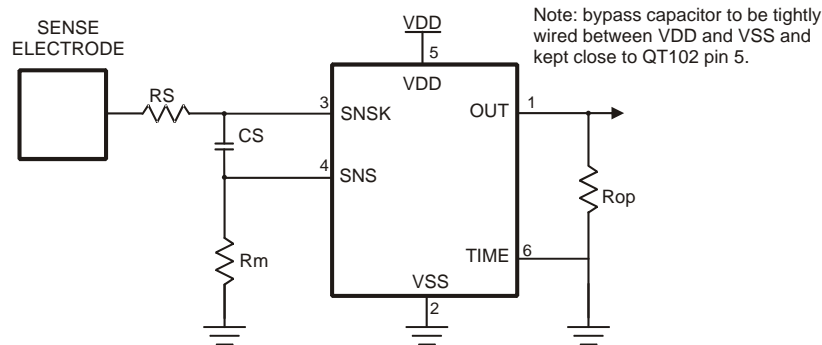 SENSE
ELECTRODE
VDD
Note: bypass capacitor to be tightly
wired between VDD and VSS and
kept close to QT102 pin 5.
5
VDD
RS
3
SNSK
OUT
1
CS
4
SNS
Rop
Rm
TIME
6
VSS
2